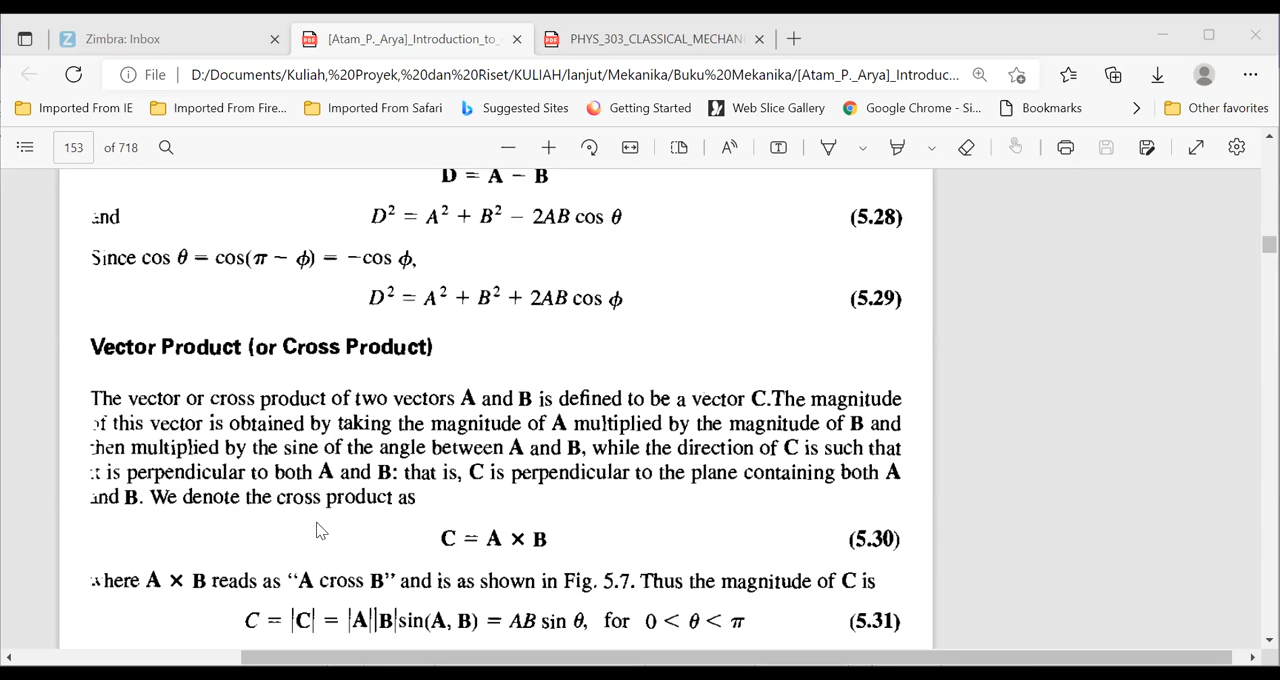 Zimbra: Inbox
[Atam_P._Arya]_Introduction_to_
PHYS_303_CLASSICAL_MECHAN
File D:/Documents/Kuliah,%20Proyek,%20dan%20Riset/KULIAH/lanjut/Mekanika/Buku%20Mekanika/[Atam_P._Arya]_Introduc...
Imported From IE Imported From Fire... Imported From Safari Suggested Sites Getting Started Web Slice Gallery Google Chrome - Si... Bookmarks Other favorites
153 of 718
D = A − B
and D² = A² + B² − 2AB cos θ (5.28)
Since cos θ = cos(π − ϕ) = −cos ϕ,
D² = A² + B² + 2AB cos ϕ (5.29)
Vector Product (or Cross Product)
The vector or cross product of two vectors A and B is defined to be a vector C.The magnitude
of this vector is obtained by taking the magnitude of A multiplied by the magnitude of B and
then multiplied by the sine of the angle between A and B, while the direction of C is such that
it is perpendicular to both A and B: that is, C is perpendicular to the plane containing both A
and B. We denote the cross product as
C = A × B (5.30)
where A × B reads as “A cross B” and is as shown in Fig. 5.7. Thus the magnitude of C is
C = |C| = |A||B|sin(A, B) = AB sin θ, for 0 < θ < π (5.31)